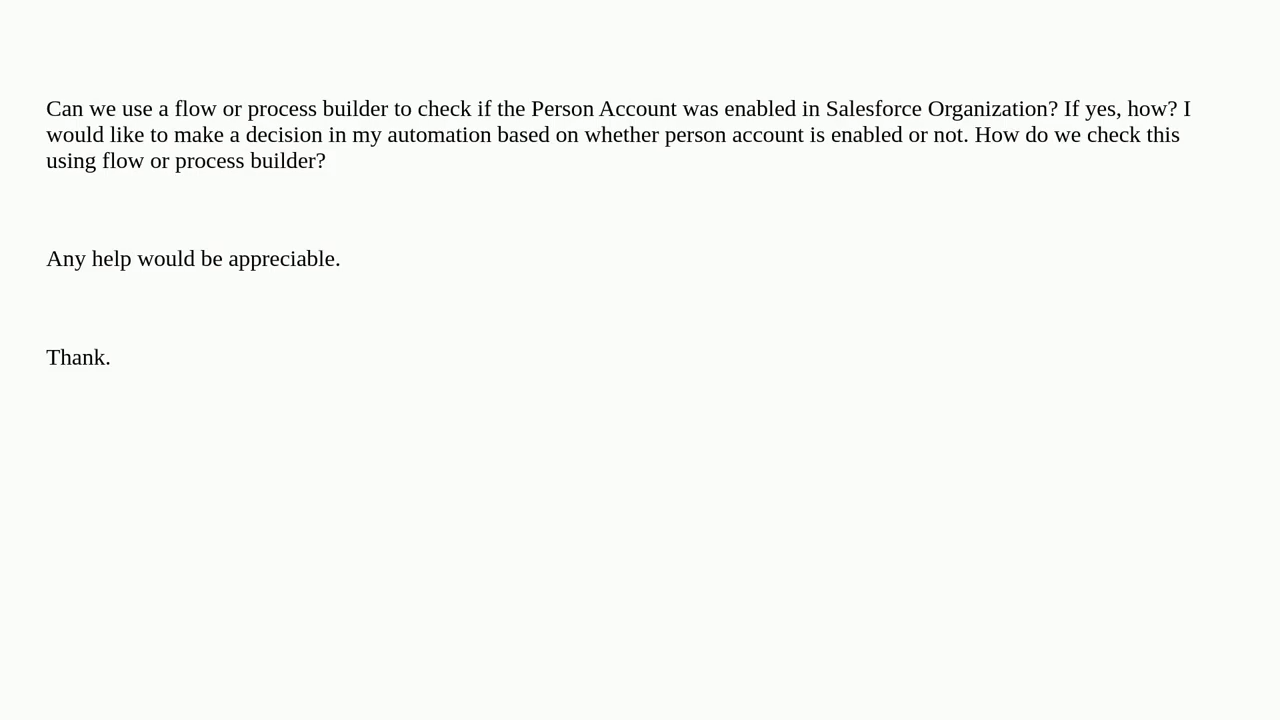 Can we use a flow or process builder to check if the Person Account was enabled in Salesforce Organization? If yes, how? I
would like to make a decision in my automation based on whether person account is enabled or not. How do we check this
using flow or process builder?
Any help would be appreciable.
Thank.